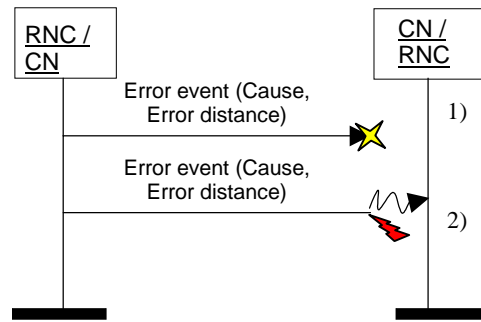 RNC /
CN
CN /
RNC
Error event (Cause,
Error distance)
1)
Error event (Cause,
Error distance)
2)